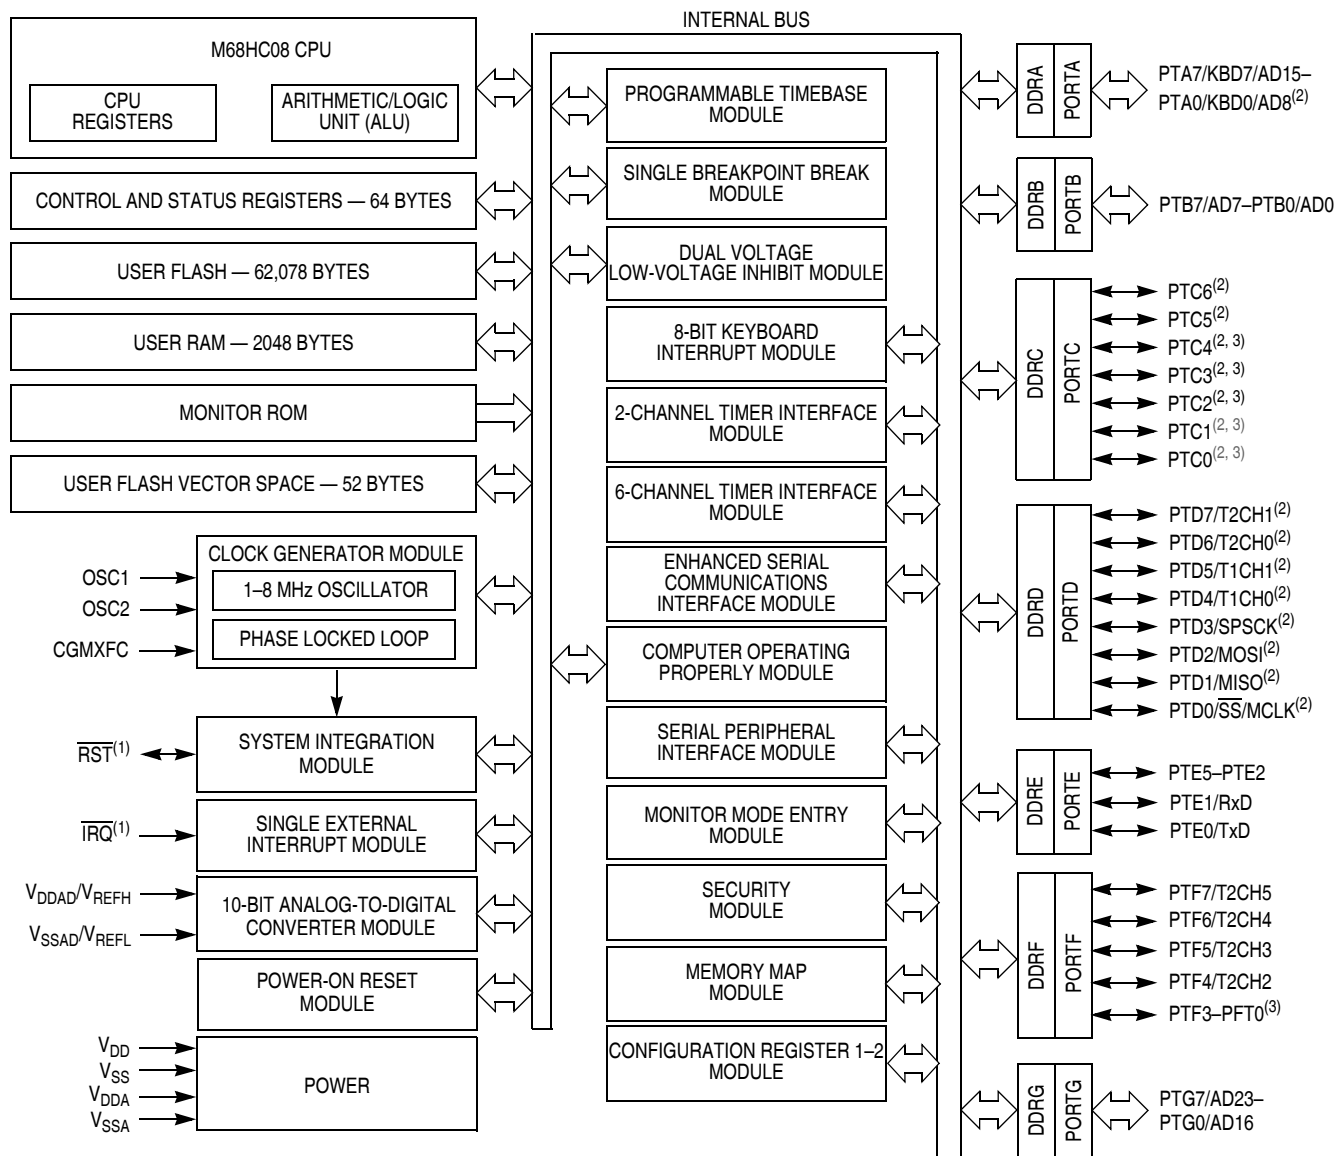 INTERNAL BUS
M68HC08 CPU
CPU
REGISTERS
ARITHMETIC/LOGIC
UNIT (ALU)
CONTROL AND STATUS REGISTERS — 64 BYTES
USER FLASH — 62,078 BYTES
USER RAM — 2048 BYTES
MONITOR ROM
USER FLASH VECTOR SPACE — 52 BYTES
CLOCK GENERATOR MODULE
1–8 MHz OSCILLATOR
PHASE LOCKED LOOP
OSC1
OSC2
CGMXFC
SYSTEM INTEGRATION
MODULE
RST(1)
SINGLE EXTERNAL
INTERRUPT MODULE
IRQ(1)
10-BIT ANALOG-TO-DIGITAL
CONVERTER MODULE
VDDAD/VREFH
VSSAD/VREFL
POWER-ON RESET
MODULE
POWER
VDD
VSS
VDDA
VSSA
PROGRAMMABLE TIMEBASE
MODULE
SINGLE BREAKPOINT BREAK
MODULE
DUAL VOLTAGE
LOW-VOLTAGE INHIBIT MODULE
8-BIT KEYBOARD
INTERRUPT MODULE
2-CHANNEL TIMER INTERFACE
MODULE
6-CHANNEL TIMER INTERFACE
MODULE
ENHANCED SERIAL
COMMUNICATIONS
INTERFACE MODULE
COMPUTER OPERATING
PROPERLY MODULE
SERIAL PERIPHERAL
INTERFACE MODULE
MONITOR MODE ENTRY
MODULE
SECURITY
MODULE
MEMORY MAP
MODULE
CONFIGURATION REGISTER 1–2
MODULE
DDRA
PORTA
PTA7/KBD7/AD15–
PTA0/KBD0/AD8(2)
DDRB
PORTB
PTB7/AD7–PTB0/AD0
DDRC
PORTC
PTC6(2)
PTC5(2)
PTC4(2, 3)
PTC3(2, 3)
PTC2(2, 3)
PTC1(2, 3)
PTC0(2, 3)
DDRD
PORTD
PTD7/T2CH1(2)
PTD6/T2CH0(2)
PTD5/T1CH1(2)
PTD4/T1CH0(2)
PTD3/SPSCK(2)
PTD2/MOSI(2)
PTD1/MISO(2)
PTD0/SS/MCLK(2)
DDRE
PORTE
PTE5–PTE2
PTE1/RxD
PTE0/TxD
DDRF
PORTF
PTF7/T2CH5
PTF6/T2CH4
PTF5/T2CH3
PTF4/T2CH2
PTF3–PFT0(3)
DDRG
PORTG
PTG7/AD23–
PTG0/AD16